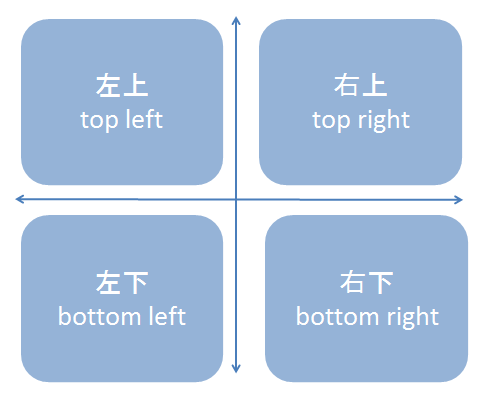 左上
top left
右上
top right
左下
bottom left
右下
bottom right